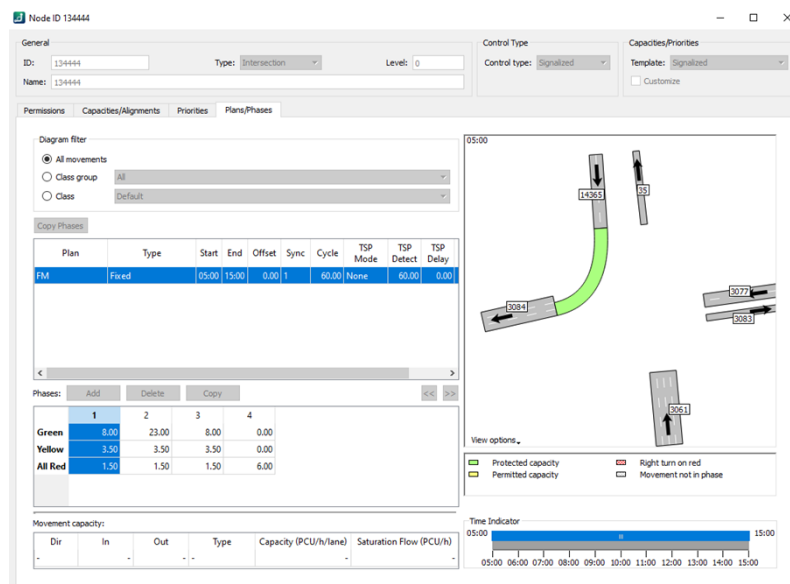 Node ID 134444
General
ID: 134444 Type: Intersection Level: 0
Name: 134444
Control Type
Control type: Signalized
Capacities/Priorities
Template: Signalized
Customize
Permissions Capacities/Alignments Priorities Plans/Phases
Diagram filter
All movements
Class group All
Class Default
Copy Phases
Plan Type Start End Offset Sync Cycle TSP Mode TSP Detect TSP Delay
FM Fixed 05:00 15:00 0.00 1 60.00 None 60.00 0.00
Phases: Add Delete Copy << >>
1 2 3 4
Green 8.00 23.00 8.00 0.00
Yellow 3.50 3.50 3.50 0.00
All Red 1.50 1.50 1.50 6.00
Movement capacity:
Dir In Out Type Capacity (PCU/h/lane) Saturation Flow (PCU/h)
- - - - - -
05:00
14365
35
3084
3077
3083
3061
View options
Protected capacity Right turn on red
Permitted capacity Movement not in phase
Time Indicator
05:00 15:00
05:00 06:00 07:00 08:00 09:00 10:00 11:00 12:00 13:00 14:00 15:00